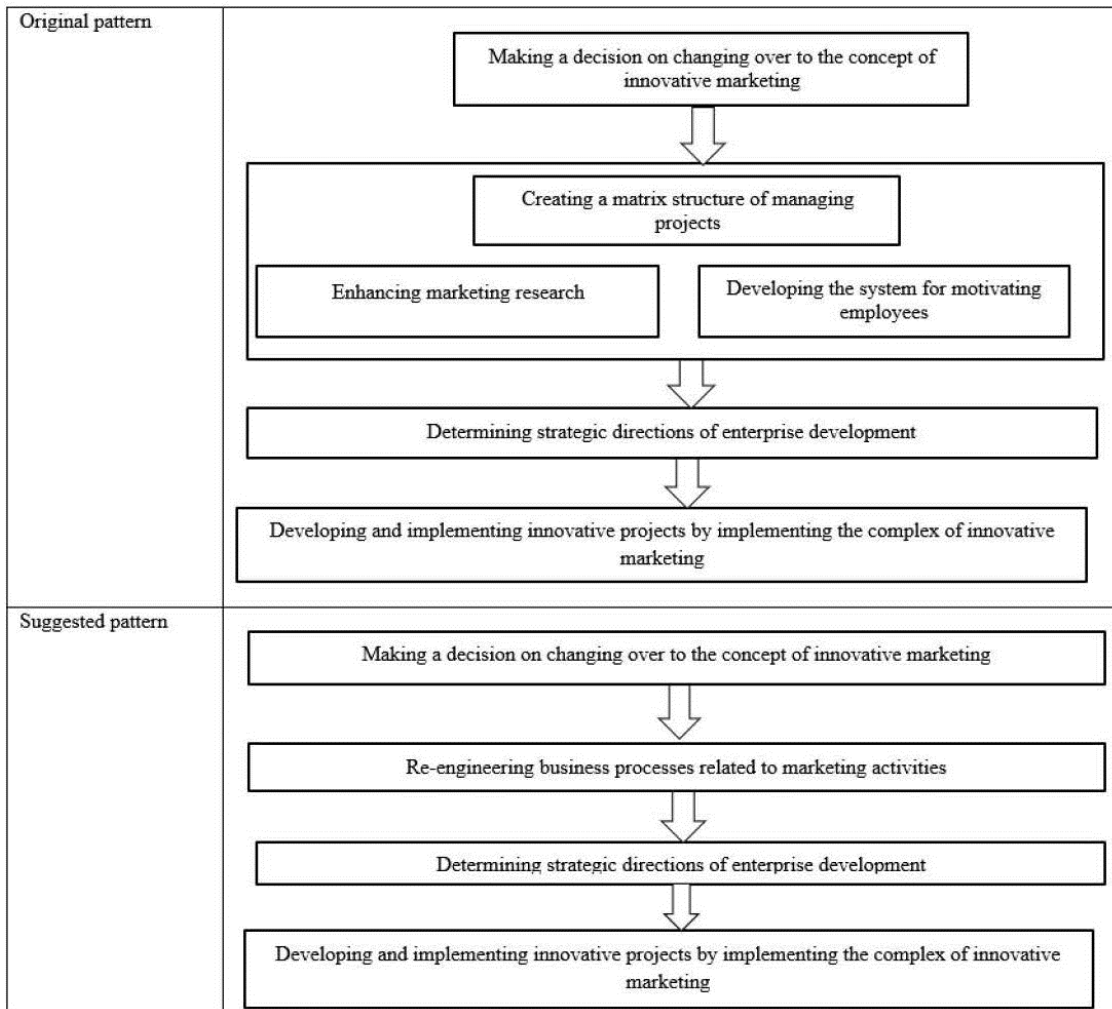 Original pattern
Making a decision on changing over to the concept of
innovative marketing
Creating a matrix structure of managing
projects
Enhancing marketing research
Developing the system for motivating
employees
Determining strategic directions of enterprise development
Developing and implementing innovative projects by implementing the complex of innovative
marketing
Suggested pattern
Making a decision on changing over to the concept of innovative marketing
Re-engineering business processes related to marketing activities
Determining strategic directions of enterprise development
Developing and implementing innovative projects by implementing the complex of innovative
marketing